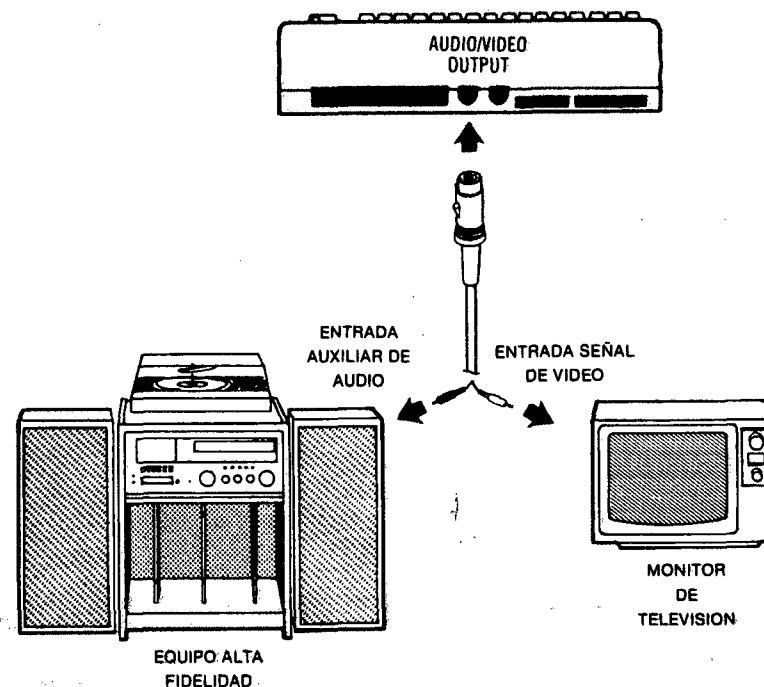 AUDIO/VIDEO
OUTPUT
ENTRADA
AUXILIAR DE
AUDIO
ENTRADA SEÑAL
DE VIDEO
MONITOR
DE
TELEVISION
EQUIPO ALTA
FIDELIDAD